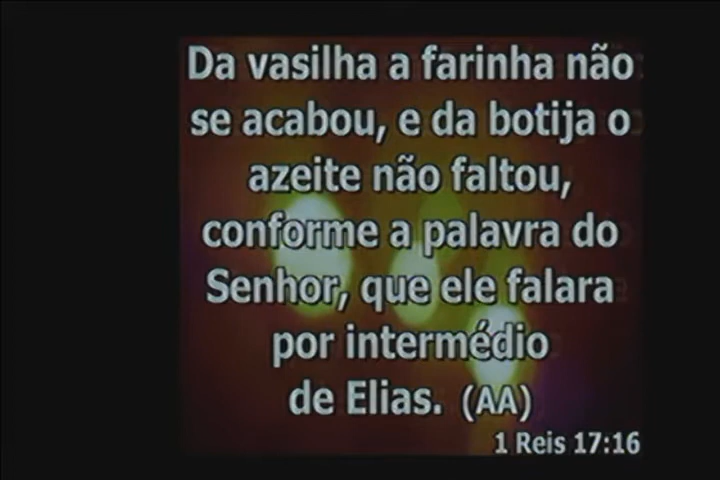 Da vasilha a farinha não
se acabou, e da botija o
azeite não faltou,
conforme a palavra do
Senhor, que ele falara
por intermédio
de Elias. (AA)
1 Reis 17:16